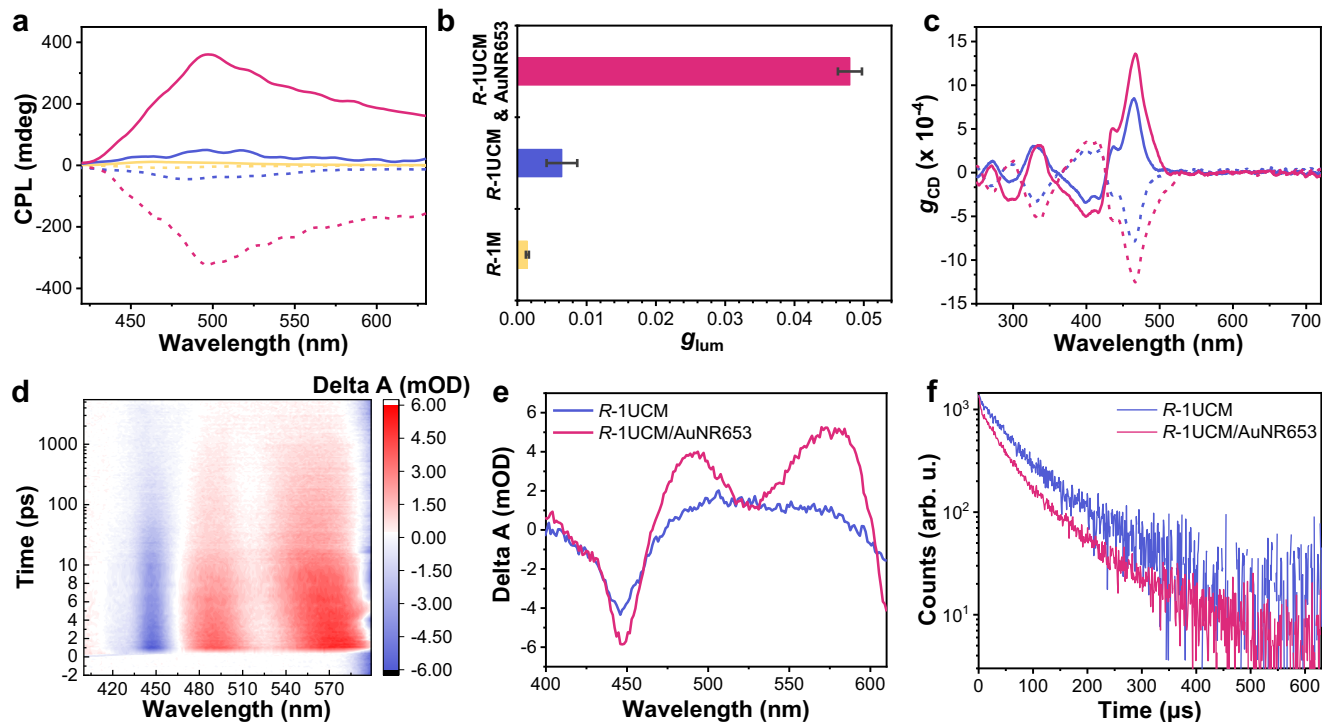 a
CPL (mdeg)
400
200
0
-200
-400
450
500
550
600
Wavelength (nm)
b
R-1UCM
& AuNR653
R-1UCM
R-1M
0.00
0.01
0.02
0.03
0.04
0.05
glum
c
gCD (x 10-4)
15
10
5
0
-5
-10
-15
300
400
500
600
700
Wavelength (nm)
d
Delta A (mOD)
Time (ps)
1000
100
10
8
6
4
2
0
-2
420
450
480
510
540
570
Wavelength (nm)
6.00
4.50
3.00
1.50
0.00
-1.50
-3.00
-4.50
-6.00
e
R-1UCM
R-1UCM/AuNR653
Delta A (mOD)
6
4
2
0
-2
-4
-6
400
450
500
550
600
Wavelength (nm)
f
R-1UCM
R-1UCM/AuNR653
Counts (arb. u.)
10³
10²
10¹
0
100
200
300
400
500
600
Time (µs)